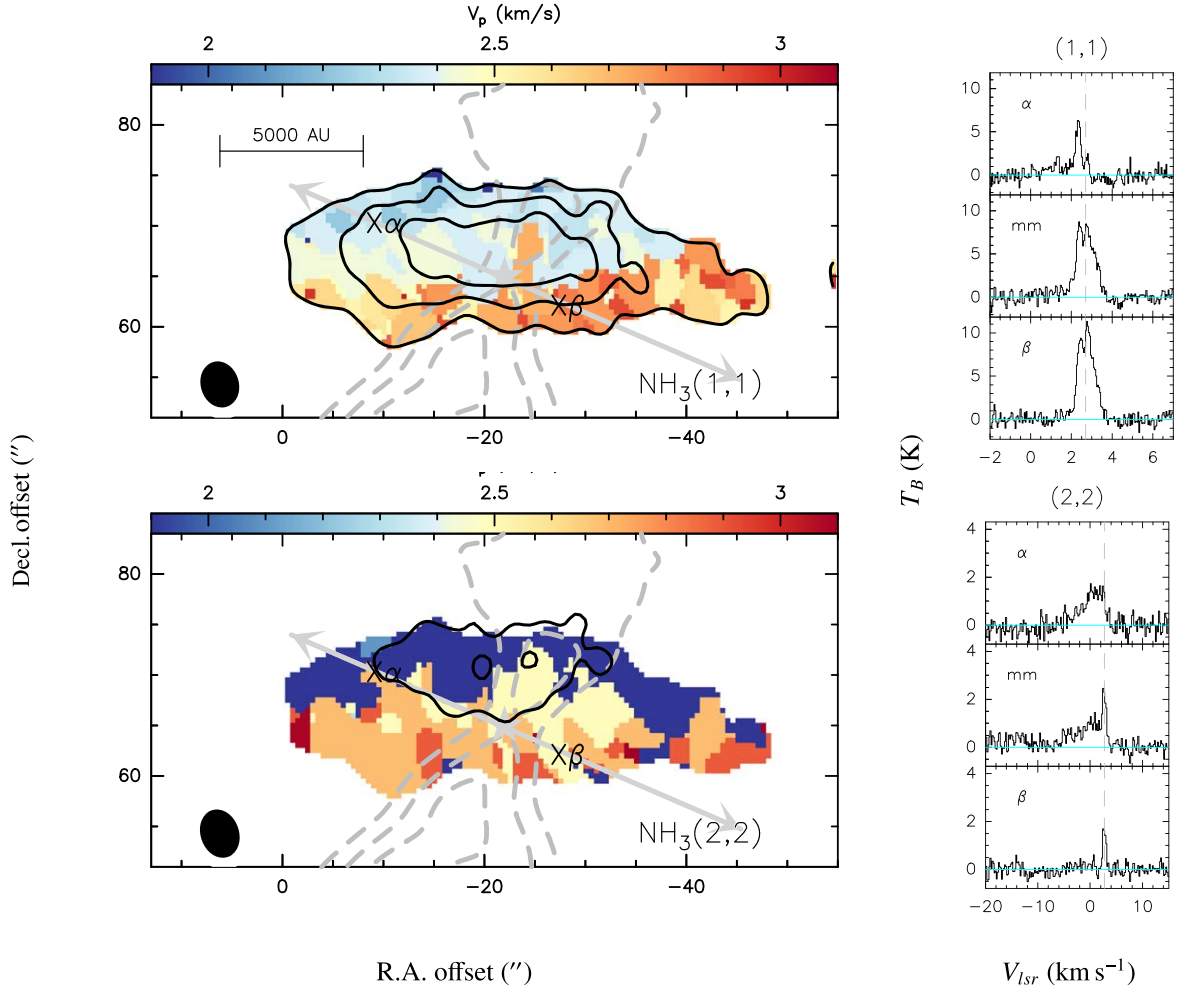 V_p (km/s)
2 2.5 3
80
60
5000 AU
Xα
Xβ
NH₃(1,1)
0 −20 −40
2 2.5 3
80
60
Xα
Xβ
NH₃(2,2)
0 −20 −40
Decl. offset (″)
R.A. offset (″)
(1,1)
10
5
0
α
10
5
0
mm
10
5
0
β
−2 0 2 4 6
T_B (K)
(2,2)
4
2
0
α
4
2
0
mm
4
2
0
β
−20 −10 0 10
V_lsr (km s⁻¹)